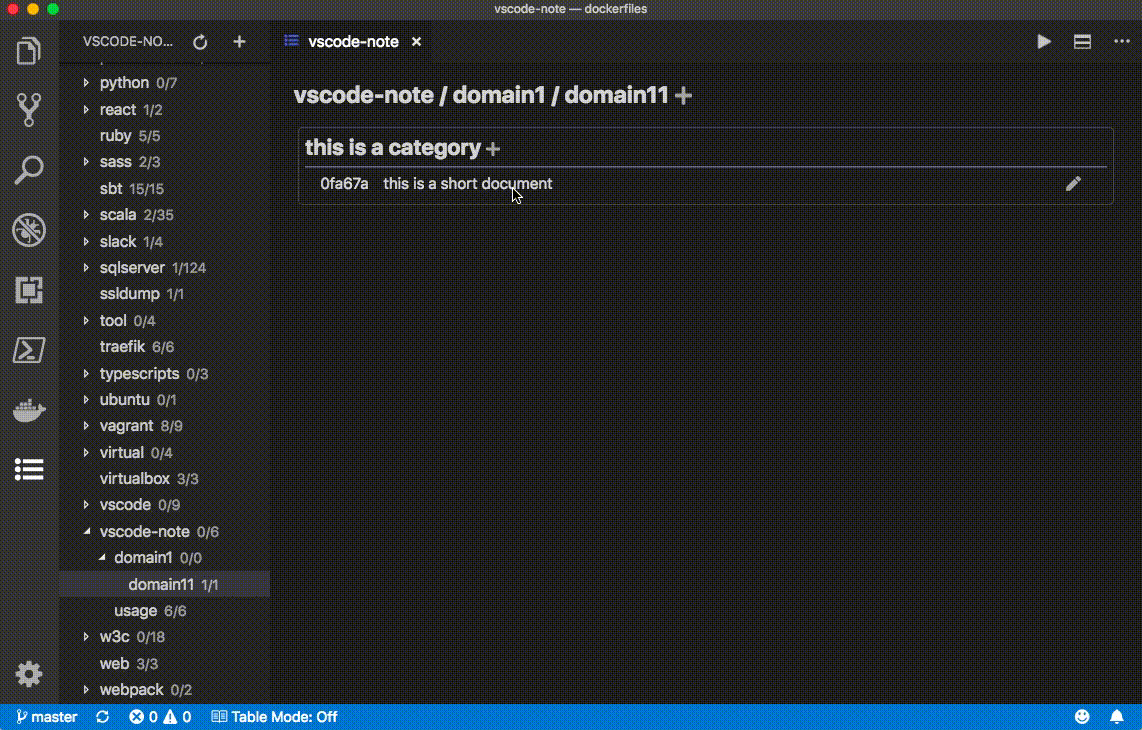 vscode-note — dockerfiles
VSCODE-NO...
vscode-note
python 0/7
react 1/2
ruby 5/5
sass 2/3
sbt 15/15
scala 2/35
slack 1/4
sqlserver 1/124
ssldump 1/1
tool 0/4
traefik 6/6
typescripts 0/3
ubuntu 0/1
vagrant 8/9
virtual 0/4
virtualbox 3/3
vscode 0/9
vscode-note 0/6
domain1 0/0
domain11 1/1
usage 6/6
w3c 0/18
web 3/3
webpack 0/2
vscode-note / domain1 / domain11 +
this is a category +
0fa67a this is a short document
master 0 0 Table Mode: Off